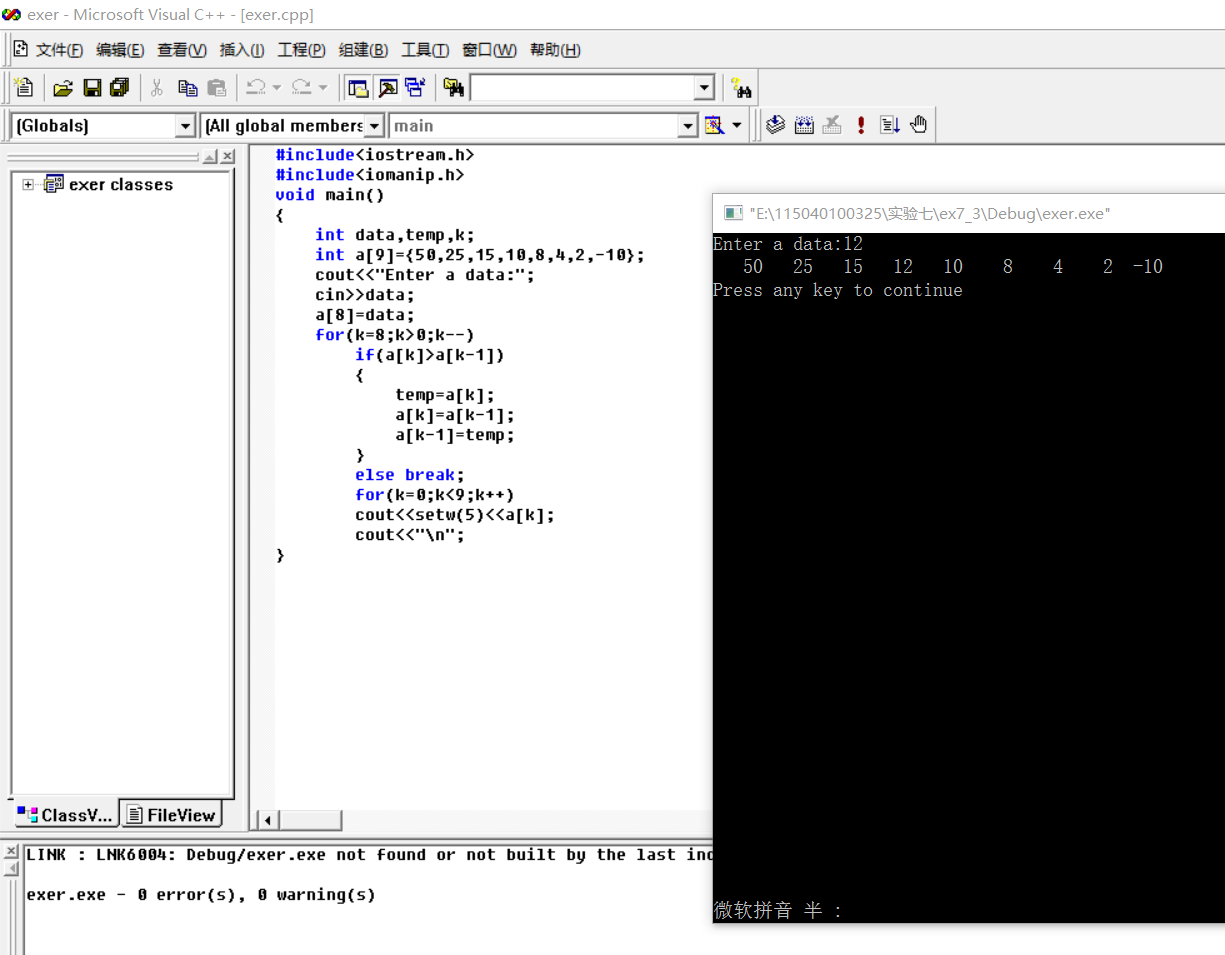 exer - Microsoft Visual C++ - [exer.cpp]
文件(F) 编辑(E) 查看(V) 插入(I) 工程(P) 组建(B) 工具(T) 窗口(W) 帮助(H)
(Globals) (All global members main
exer classes
#include<iostream.h>
#include<iomanip.h>
void main()
{
int data,temp,k;
int a[9]={50,25,15,10,8,4,2,-10};
cout<<"Enter a data:";
cin>>data;
a[8]=data;
for(k=8;k>0;k--)
if(a[k]>a[k-1])
{
temp=a[k];
a[k]=a[k-1];
a[k-1]=temp;
}
else break;
for(k=0;k<9;k++)
cout<<setw(5)<<a[k];
cout<<"\n";
}
"E:\115040100325\实验七\ex7_3\Debug\exer.exe"
Enter a data:12
50 25 15 12 10 8 4 2 -10
Press any key to continue
微软拼音 半 :
ClassV... FileView
LINK : LNK6004: Debug/exer.exe not found or not built by the last inc
exer.exe - 0 error(s), 0 warning(s)